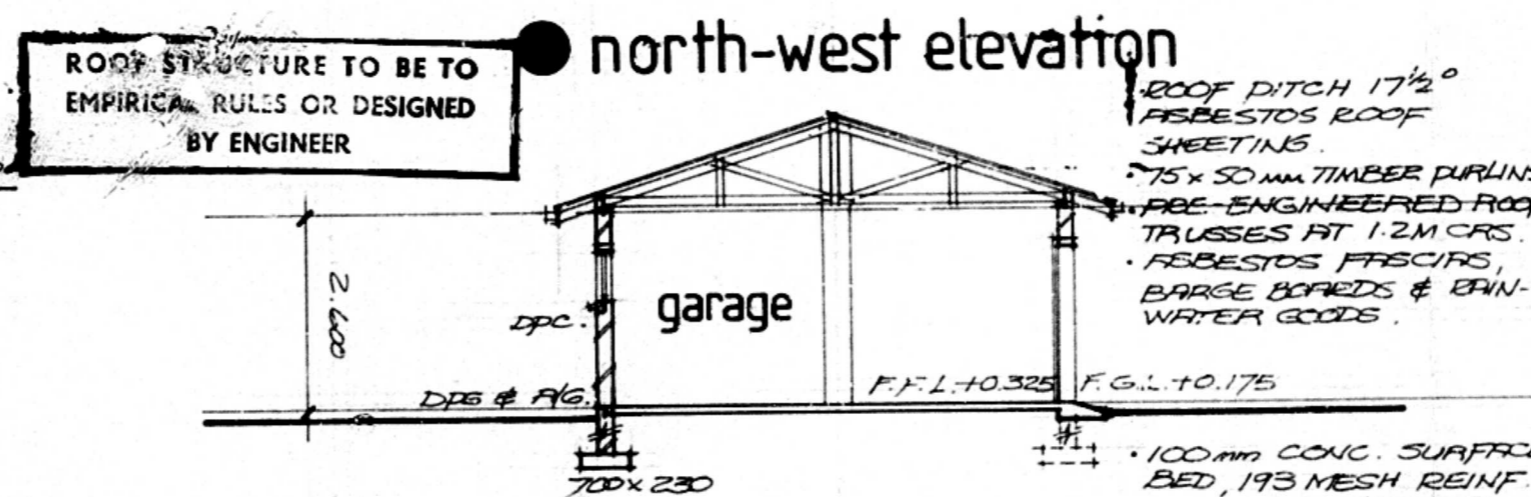 ROOF STRUCTURE TO BE TO
EMPIRICAL RULES OR DESIGNED
BY ENGINEER
north-west elevation
ROOF PITCH 17½°
ASBESTOS ROOF
SHEETING.
· 75 x 50 mm TIMBER PURLINS
· PRE-ENGINEERED ROOF
TRUSSES AT 1.2M CRS.
· ASBESTOS FASCIAS,
BARGE BOARDS & RAIN-
WATER GOODS.
2.600
DPC.
garage
DPC & A/G.
F.F.L. +0.325
F.G.L. +0.175
700 x 230
· 100 mm CONC. SURFACE
BED, 193 MESH REINF.